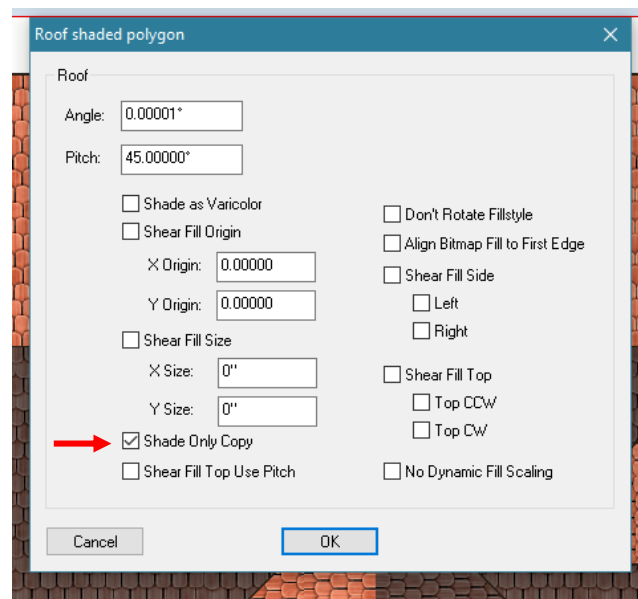 Roof shaded polygon
Roof
Angle: 0.00001°
Pitch: 45.00000°
Shade as Varicolor
Shear Fill Origin
X Origin: 0.00000
Y Origin: 0.00000
Shear Fill Size
X Size: 0"
Y Size: 0"
Shade Only Copy
Shear Fill Top Use Pitch
Don't Rotate Fillstyle
Align Bitmap Fill to First Edge
Shear Fill Side
Left
Right
Shear Fill Top
Top CCW
Top CW
No Dynamic Fill Scaling
Cancel
OK